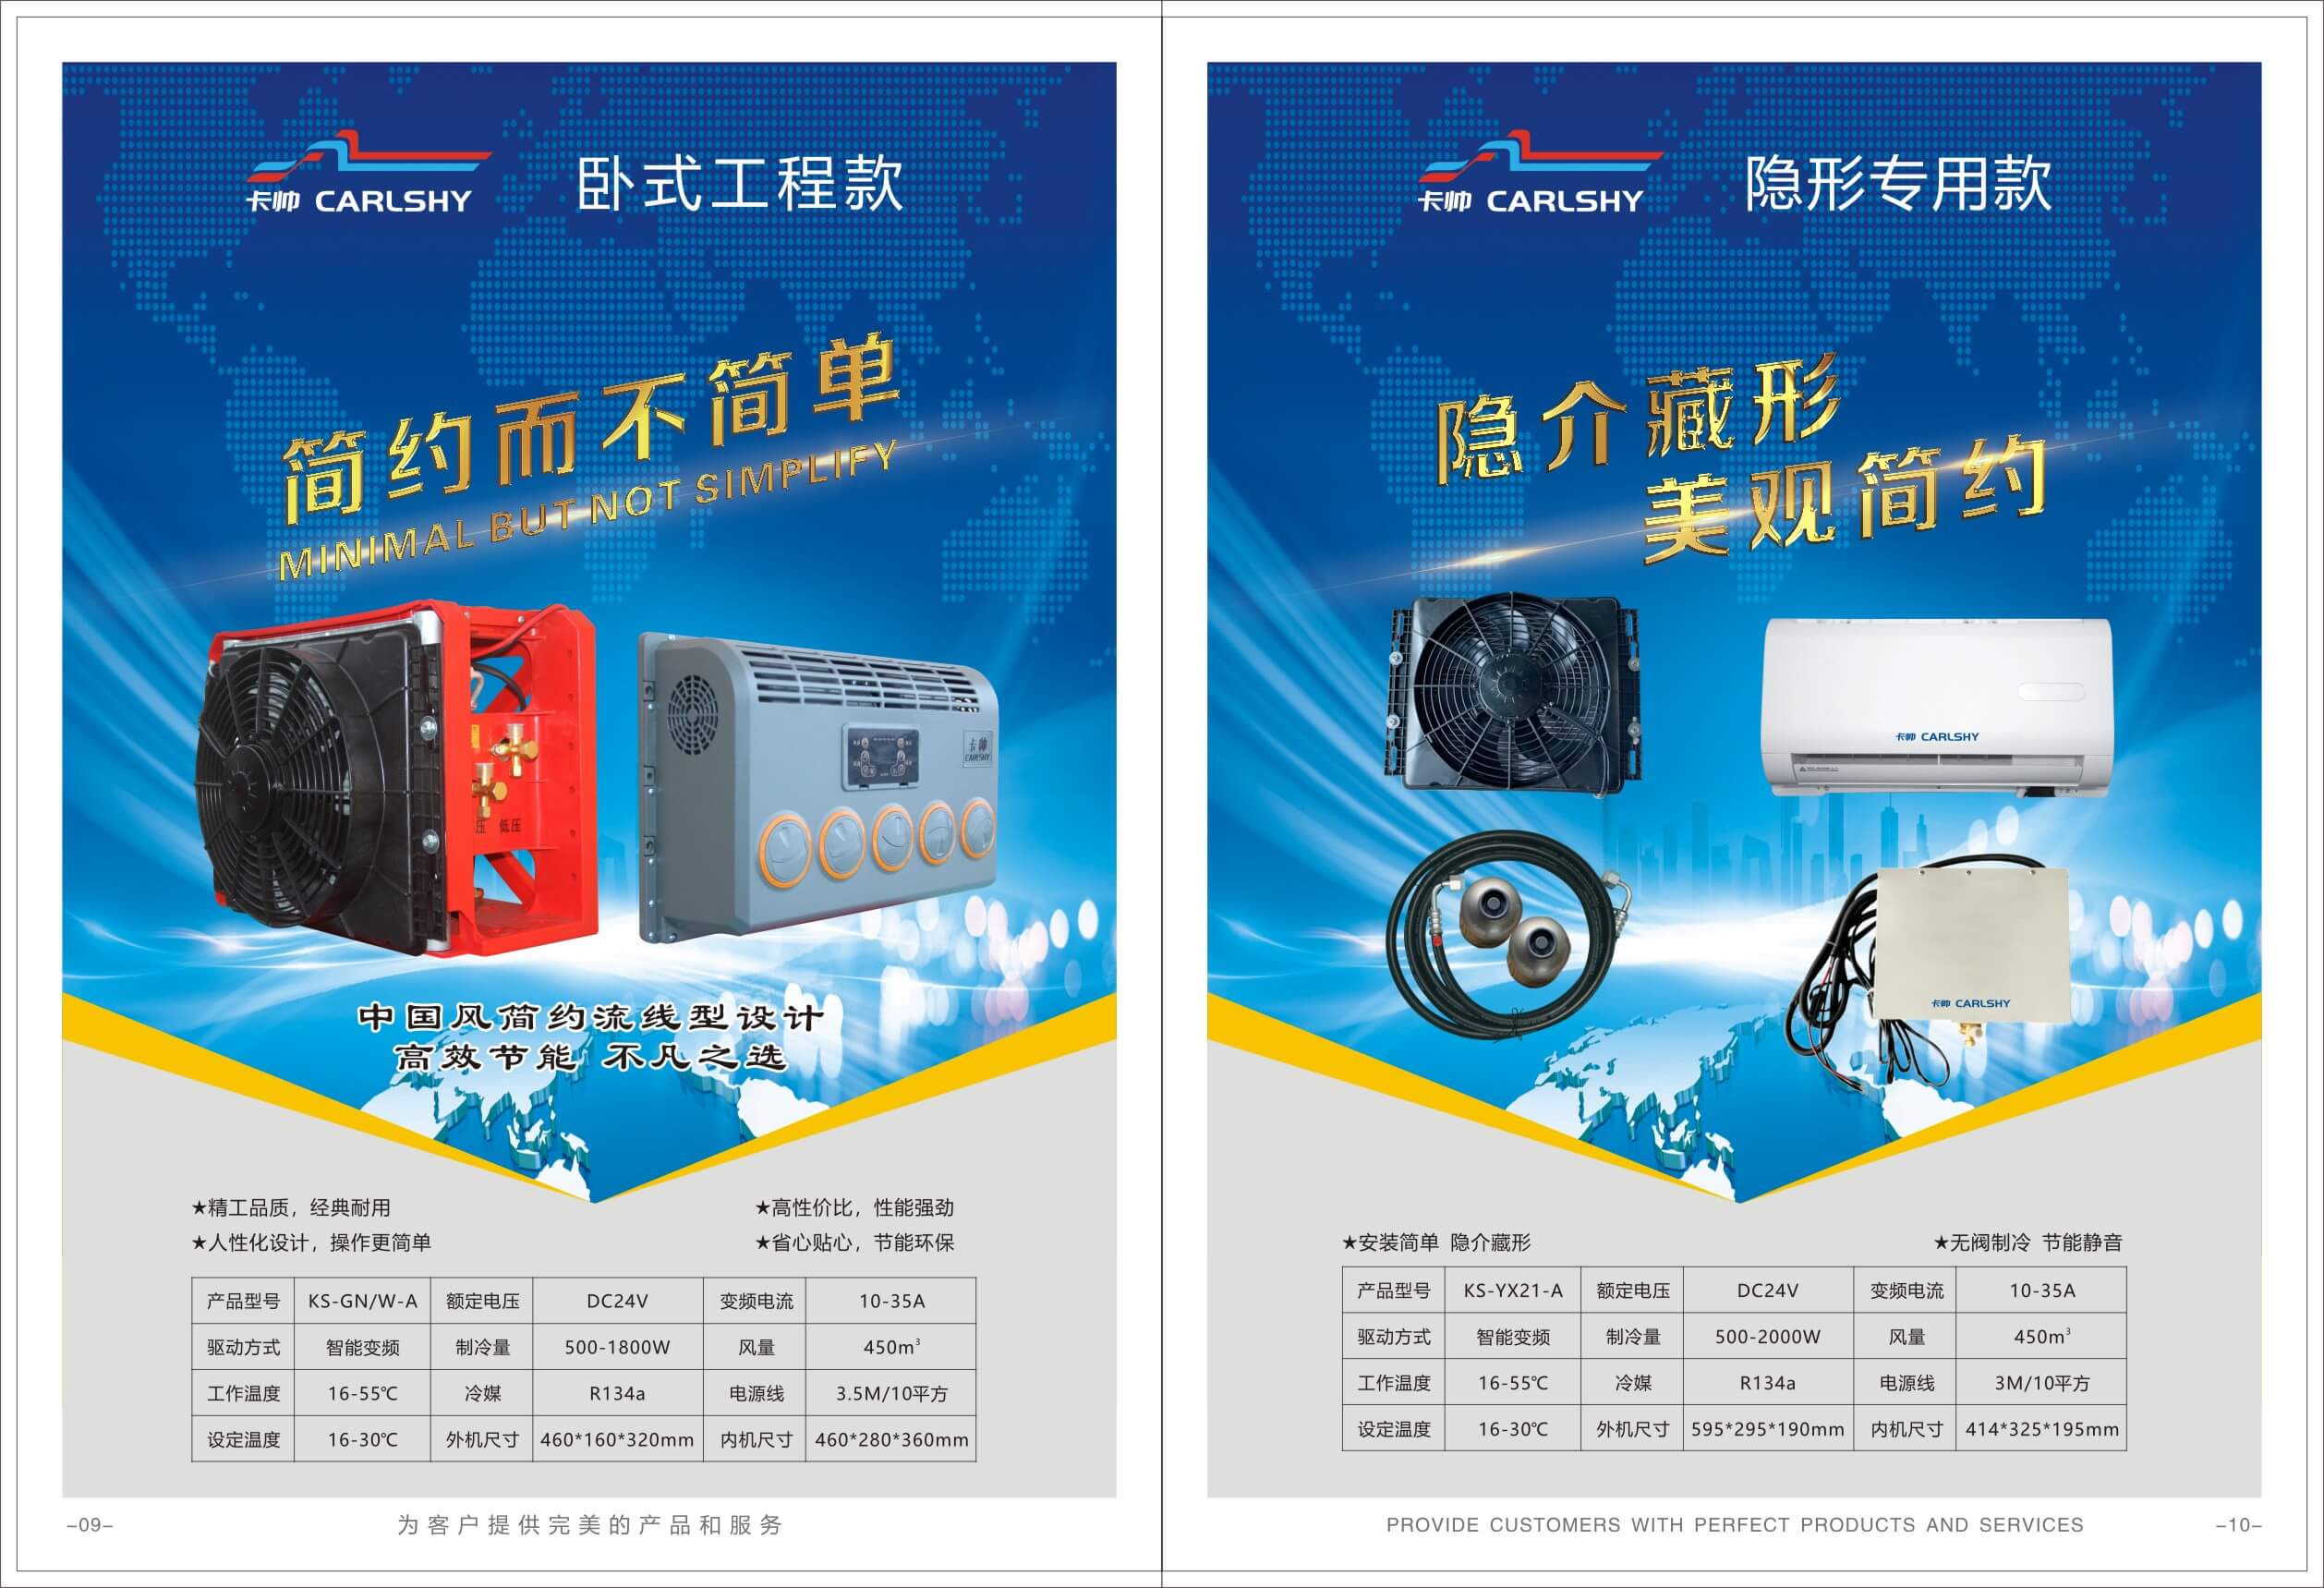 卡帅 CARLSHY
卧式工程款
简约而不简单
MINIMAL BUT NOT SIMPLIFY
卡帅
CARLSHY
压 低压
中国风简约流线型设计
高效节能 不凡之选
★精工品质，经典耐用
★高性价比，性能强劲
★人性化设计，操作更简单
★省心贴心，节能环保
产品型号 KS-GN/W-A 额定电压 DC24V 变频电流 10-35A
驱动方式 智能变频 制冷量 500-1800W 风量 450m³
工作温度 16-55℃ 冷媒 R134a 电源线 3.5M/10平方
设定温度 16-30℃ 外机尺寸 460*160*320mm 内机尺寸 460*280*360mm
-09-
为客户提供完美的产品和服务
卡帅 CARLSHY
隐形专用款
隐介藏形
美观简约
卡帅 CARLSHY
卡帅 CARLSHY
★安装简单 隐介藏形
★无阀制冷 节能静音
产品型号 KS-YX21-A 额定电压 DC24V 变频电流 10-35A
驱动方式 智能变频 制冷量 500-2000W 风量 450m³
工作温度 16-55℃ 冷媒 R134a 电源线 3M/10平方
设定温度 16-30℃ 外机尺寸 595*295*190mm 内机尺寸 414*325*195mm
PROVIDE CUSTOMERS WITH PERFECT PRODUCTS AND SERVICES
-10-